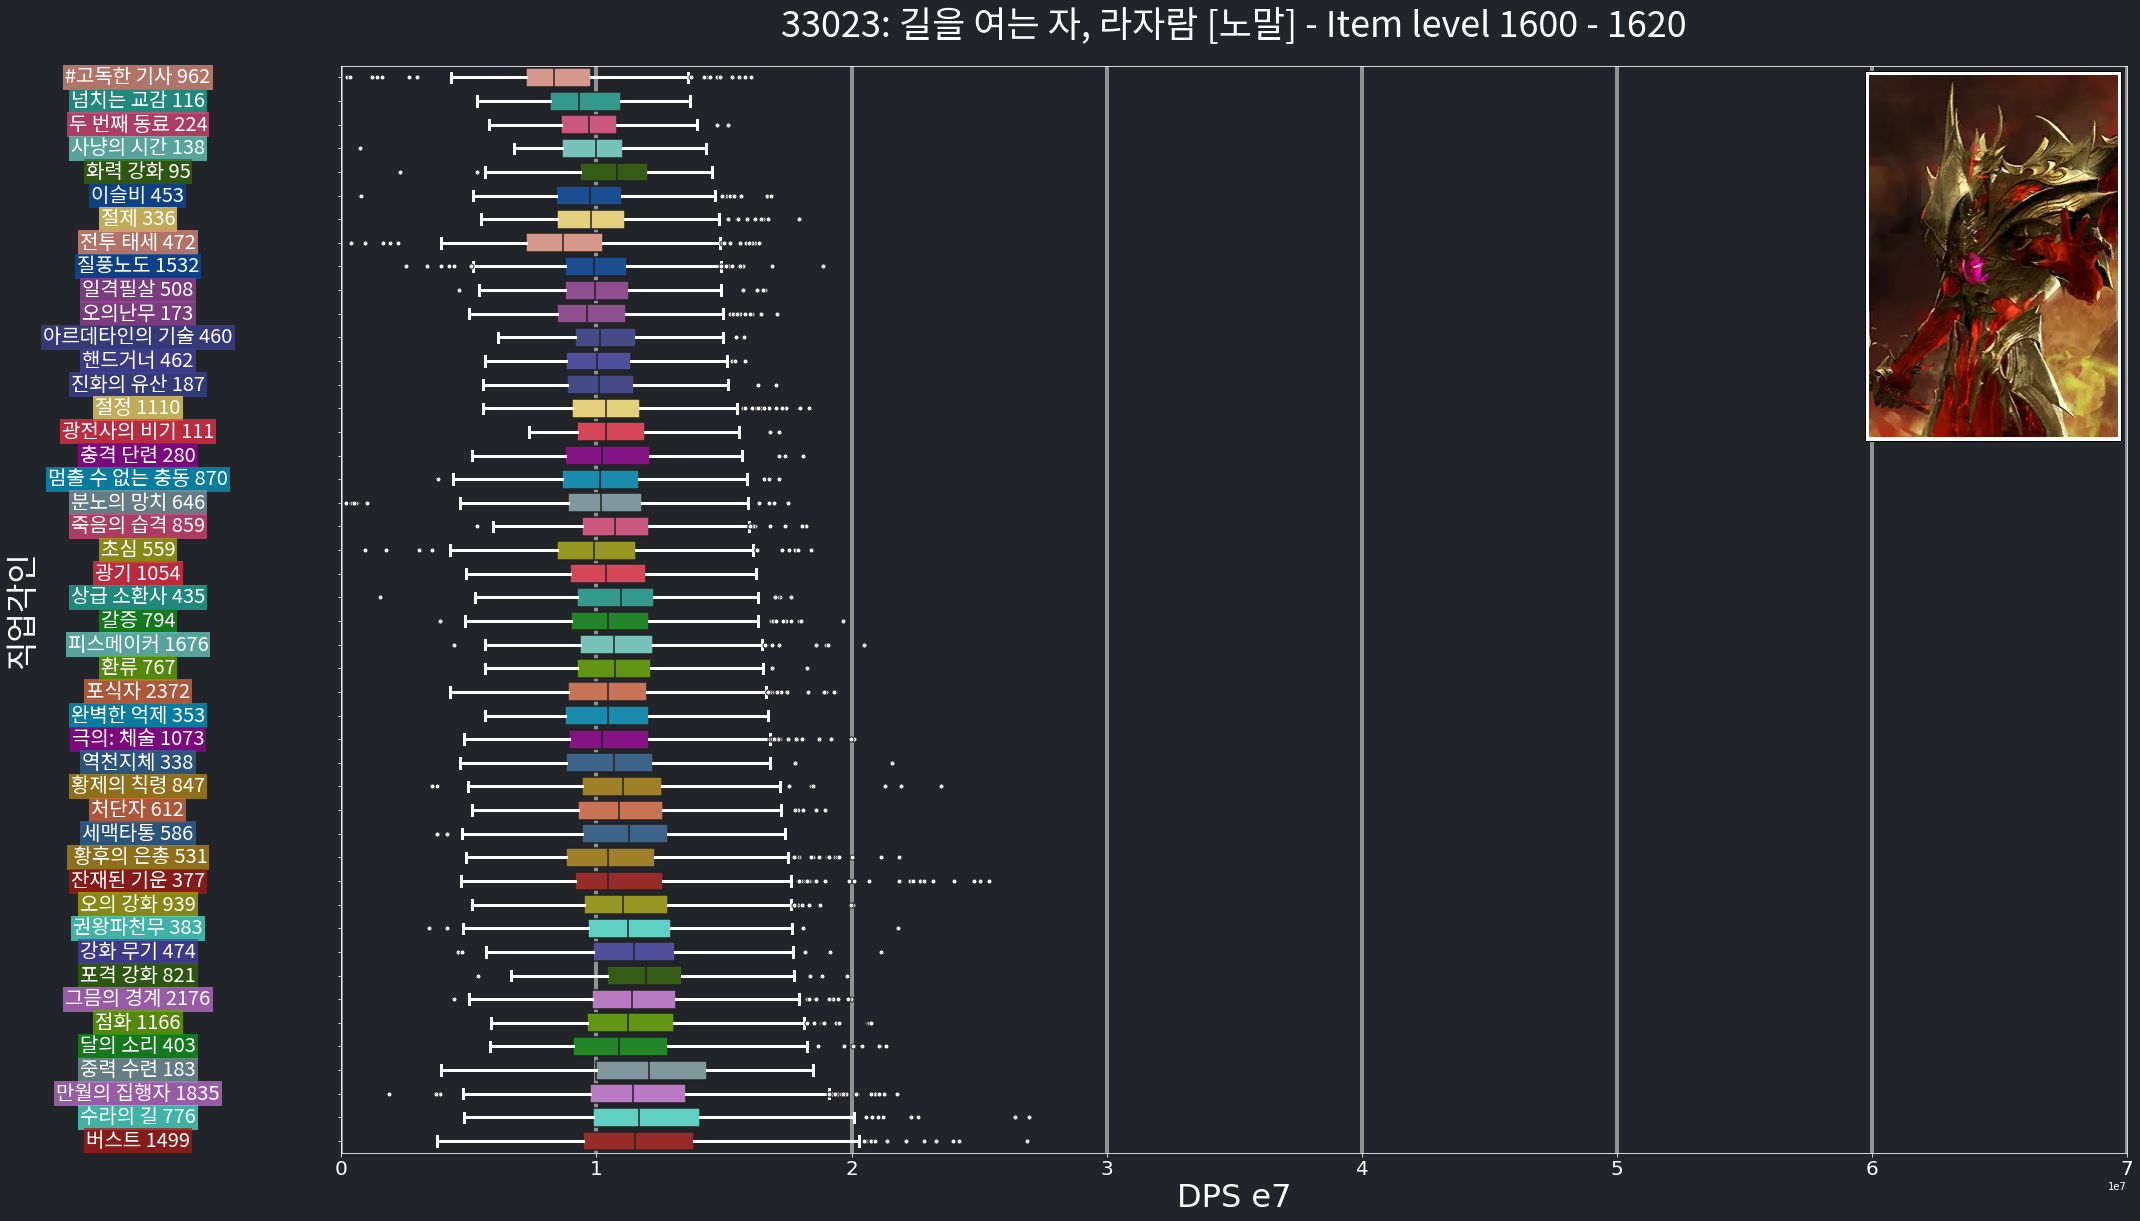 33023: 길을 여는 자, 라자람 [노말] - Item level 1600 - 1620
#고독한 기사 962
넘치는 교감 116
두 번째 동료 224
사냥의 시간 138
화력 강화 95
이슬비 453
절제 336
전투 태세 472
질풍노도 1532
일격필살 508
오의난무 173
아르데타인의 기술 460
핸드거너 462
진화의 유산 187
절정 1110
광전사의 비기 111
충격 단련 280
멈출 수 없는 충동 870
분노의 망치 646
죽음의 습격 859
초심 559
광기 1054
상급 소환사 435
갈증 794
피스메이커 1676
환류 767
포식자 2372
완벽한 억제 353
극의: 체술 1073
역천지체 338
황제의 칙령 847
처단자 612
세맥타통 586
황후의 은총 531
잔재된 기운 377
오의 강화 939
권왕파천무 383
강화 무기 474
포격 강화 821
그믐의 경계 2176
점화 1166
달의 소리 403
중력 수련 183
만월의 집행자 1835
수라의 길 776
버스트 1499
직업각인
0 1 2 3 4 5 6 7
1e7
DPS e7